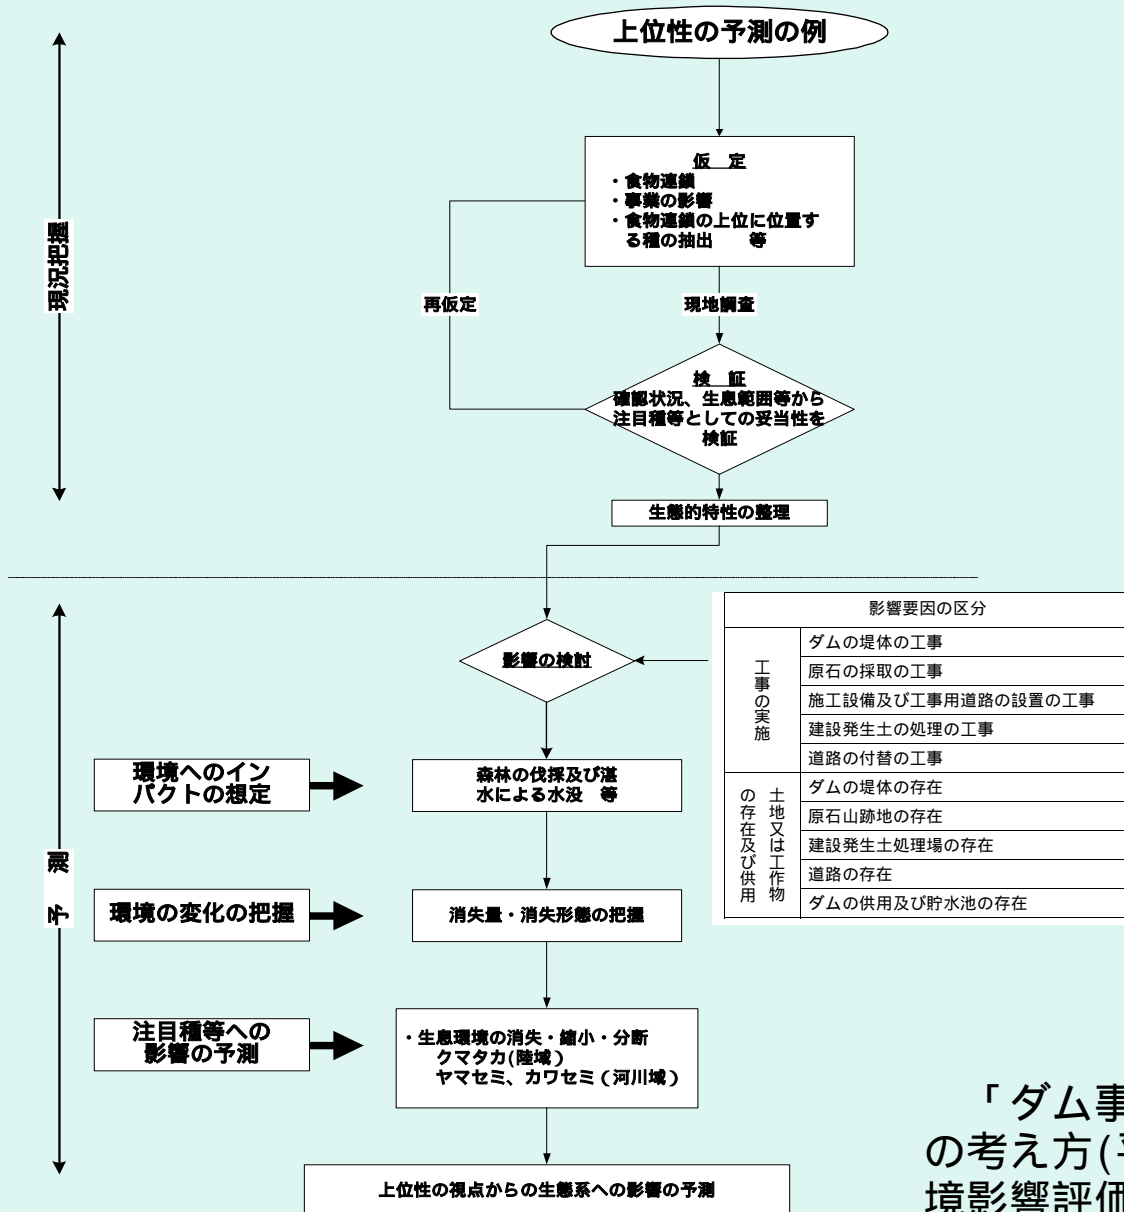 上位性の予測の例
仮　定
・食物連鎖
・事業の影響
・食物連鎖の上位に位置す
る種の抽出　　等
現況把握
再仮定
現地調査
検　証
確認状況、生息範囲等から
注目種等としての妥当性を
検証
生態的特性の整理
影響の検討
影響要因の区分
工事の実施
ダムの堤体の工事
原石の採取の工事
施工設備及び工事用道路の設置の工事
建設発生土の処理の工事
道路の付替の工事
土地又は工作物
の存在及び供用
ダムの堤体の存在
原石山跡地の存在
建設発生土処理場の存在
道路の存在
ダムの供用及び貯水池の存在
予　測
環境へのイン
パクトの想定
森林の伐採及び湛
水による水没　等
環境の変化の把握
消失量・消失形態の把握
注目種等への
影響の予測
・生息環境の消失・縮小・分断
クマタカ(陸域）
ヤマセミ、カワセミ（河川域）
上位性の視点からの生態系への影響の予測
「ダム事
の考え方(
境影響評価